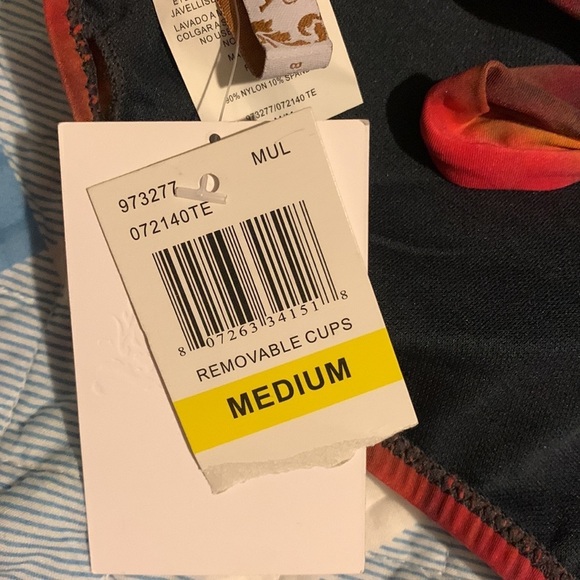 JAVELLISE
LAVADO A
COLGAR A
NO US
90% NYLON 10% SPAN
973277/072140 TE
973277
MUL
072140TE
8 07263 34151 8
REMOVABLE CUPS
MEDIUM